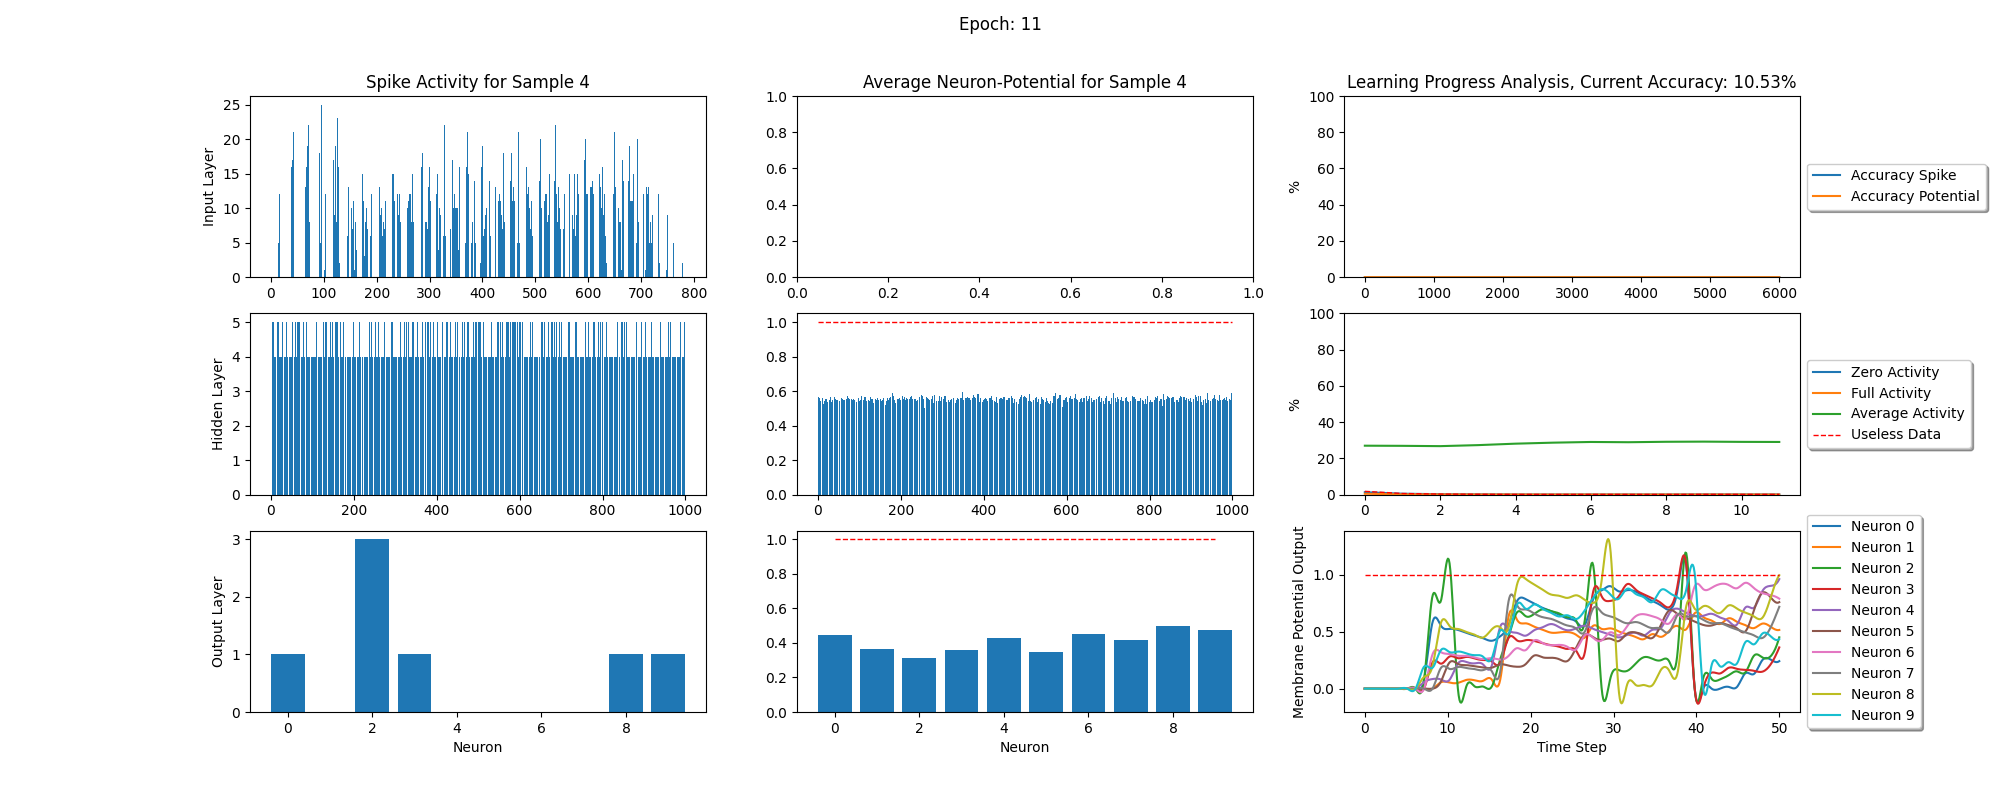 Epoch: 11
Spike Activity for Sample 4
Average Neuron-Potential for Sample 4
Learning Progress Analysis, Current Accuracy: 10.53%
Input Layer
25
20
15
10
5
0
0 100 200 300 400 500 600 700 800
1.0
0.8
0.6
0.4
0.2
0.0
0.0 0.2 0.4 0.6 0.8 1.0
%
100
80
60
40
20
0
0 1000 2000 3000 4000 5000 6000
Accuracy Spike
Accuracy Potential
Hidden Layer
5
4
3
2
1
0
0 200 400 600 800 1000
1.0
0.8
0.6
0.4
0.2
0.0
0 200 400 600 800 1000
%
100
80
60
40
20
0
0 2 4 6 8 10
Zero Activity
Full Activity
Average Activity
Useless Data
Output Layer
3
2
1
0
0 2 4 6 8
Neuron
1.0
0.8
0.6
0.4
0.2
0.0
0 2 4 6 8
Neuron
Membrane Potential Output
1.0
0.5
0.0
0 10 20 30 40 50
Time Step
Neuron 0
Neuron 1
Neuron 2
Neuron 3
Neuron 4
Neuron 5
Neuron 6
Neuron 7
Neuron 8
Neuron 9